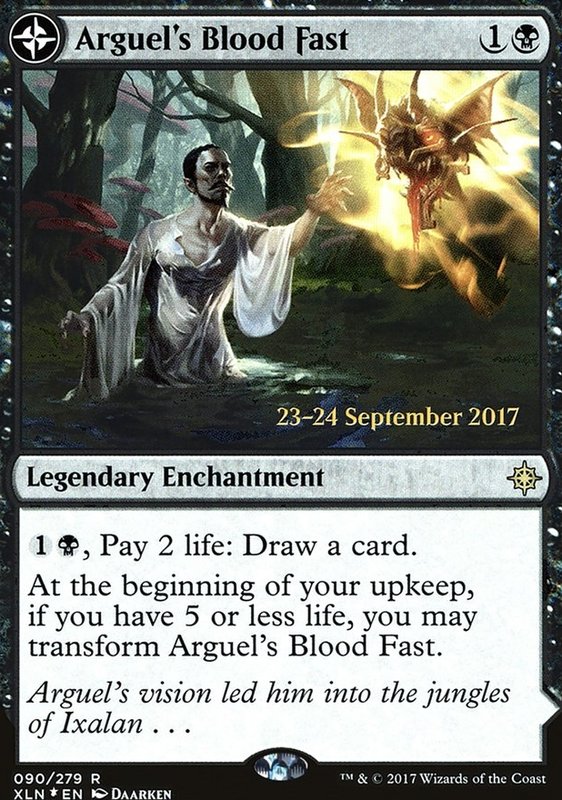 Arguel's Blood Fast 1
23–24 September 2017
Legendary Enchantment
1, Pay 2 life: Draw a card.
At the beginning of your upkeep,
if you have 5 or less life, you may
transform Arguel's Blood Fast.
Arguel's vision led him into the jungles
of Ixalan . . .
090/279 R
XLN ★ EN Daarken
™ & © 2017 Wizards of the Coast